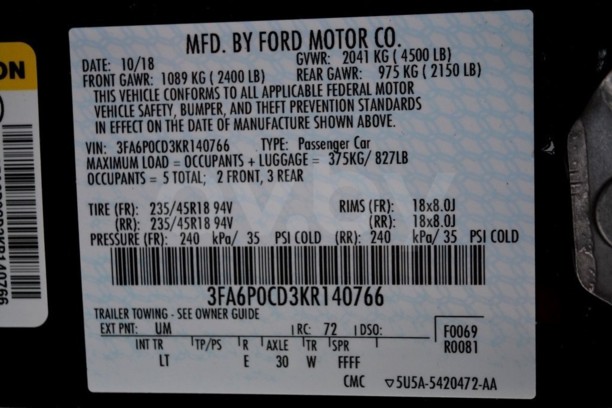 ON
MFD. BY FORD MOTOR CO.
DATE: 10/18 GVWR: 2041 KG ( 4500 LB)
FRONT GAWR: 1089 KG ( 2400 LB) REAR GAWR: 975 KG ( 2150 LB)
THIS VEHICLE CONFORMS TO ALL APPLICABLE FEDERAL MOTOR
VEHICLE SAFETY, BUMPER, AND THEFT PREVENTION STANDARDS
IN EFFECT ON THE DATE OF MANUFACTURE SHOWN ABOVE.
VIN: 3FA6P0CD3KR140766 TYPE: Passenger Car
MAXIMUM LOAD = OCCUPANTS + LUGGAGE = 375KG/ 827LB
OCCUPANTS = 5 TOTAL; 2 FRONT, 3 REAR
TIRE (FR): 235/45R18 94V RIMS (FR): 18x8.0J
(RR): 235/45R18 94V (RR): 18x8.0J
PRESSURE (FR): 240 kPa/ 35 PSI COLD (RR): 240 kPa/ 35 PSI COLD
3FA6P0CD3KR140766
TRAILER TOWING - SEE OWNER GUIDE
EXT PNT: UM RC: 72 DSO: F0069
INT TR TP/PS R AXLE TR SPR R0081
LT E 30 W FFFF
CMC ▽5U5A-5420472-AA